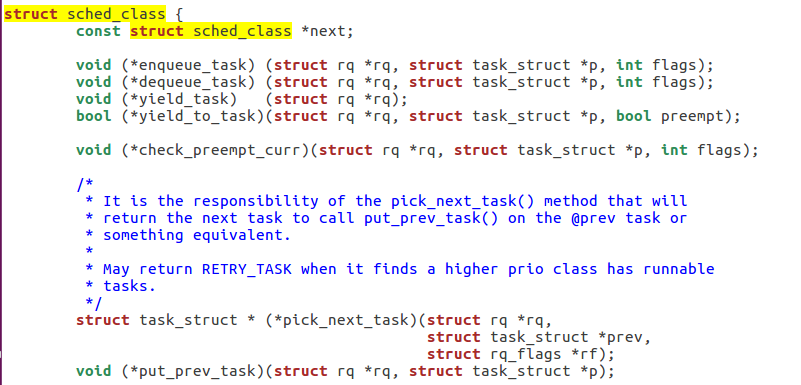 struct sched_class {
        const struct sched_class *next;

        void (*enqueue_task) (struct rq *rq, struct task_struct *p, int flags);
        void (*dequeue_task) (struct rq *rq, struct task_struct *p, int flags);
        void (*yield_task)   (struct rq *rq);
        bool (*yield_to_task)(struct rq *rq, struct task_struct *p, bool preempt);

        void (*check_preempt_curr)(struct rq *rq, struct task_struct *p, int flags);

        /*
         * It is the responsibility of the pick_next_task() method that will
         * return the next task to call put_prev_task() on the @prev task or
         * something equivalent.
         *
         * May return RETRY_TASK when it finds a higher prio class has runnable
         * tasks.
         */
        struct task_struct * (*pick_next_task)(struct rq *rq,
                                               struct task_struct *prev,
                                               struct rq_flags *rf);
        void (*put_prev_task)(struct rq *rq, struct task_struct *p);